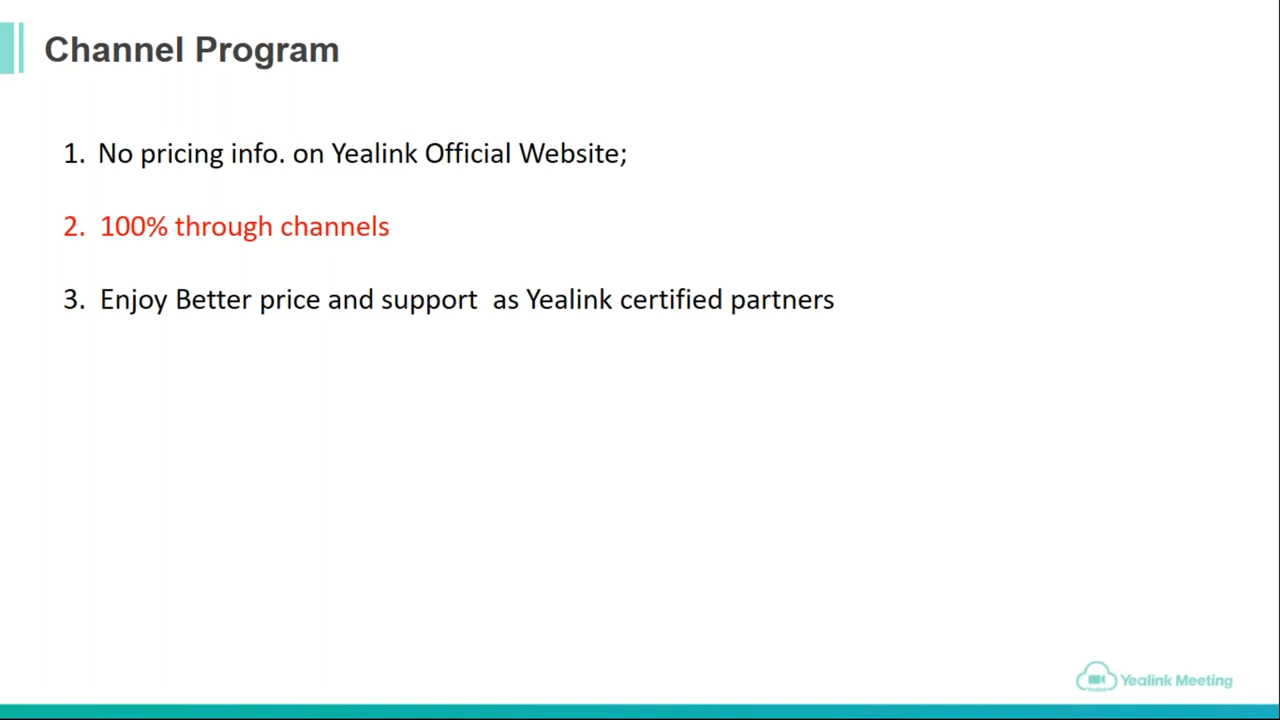 Channel Program
1. No pricing info. on Yealink Official Website;
2. 100% through channels
3. Enjoy Better price and support  as Yealink certified partners
Yealink
Yealink Meeting